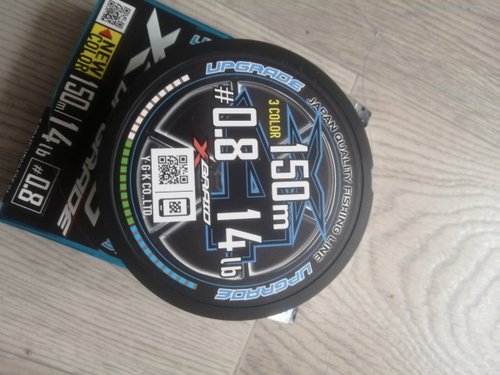 UPGRADE
JAPAN QUALITY FISHING LINE
3 COLOR
#0.8
150m
14lb
X BRAID
Y·G·K CO.,LTD
UPGRADE
NEW
COLOR
150m
14lb
#0.8
UPGRADE